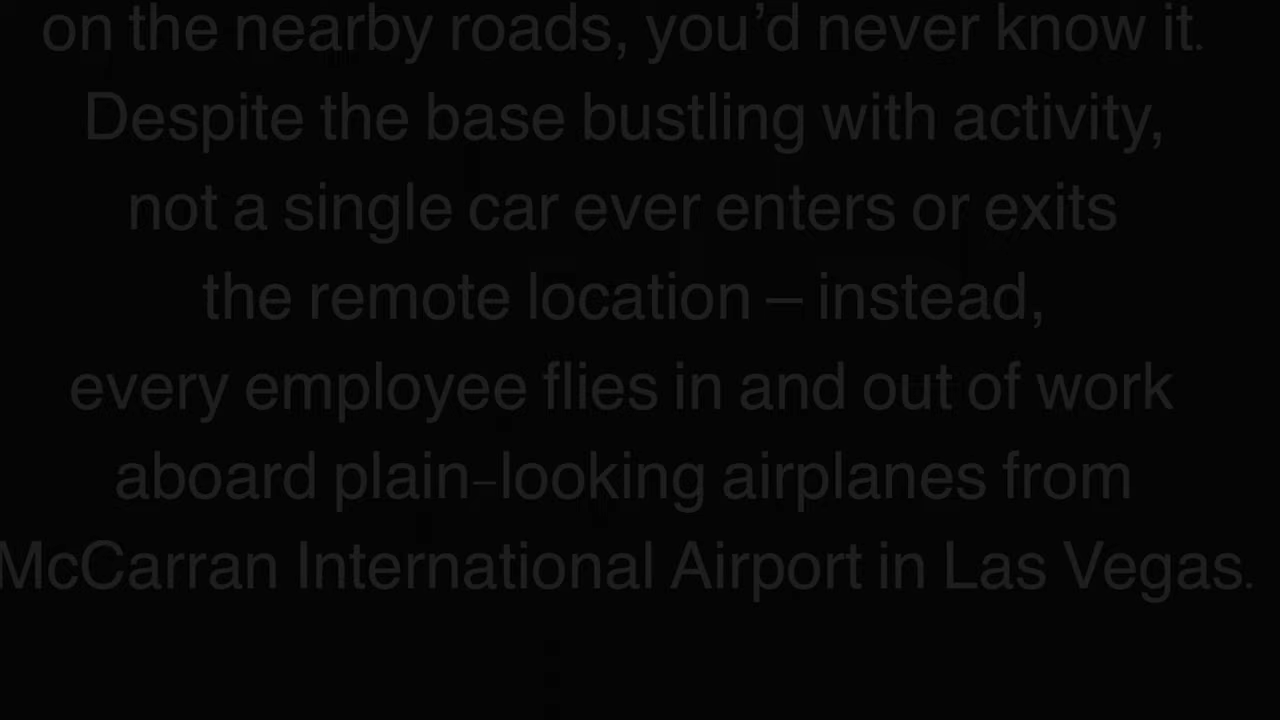 on the nearby roads, you’d never know it.
Despite the base bustling with activity,
not a single car ever enters or exits
the remote location – instead,
every employee flies in and out of work
aboard plain-looking airplanes from
McCarran International Airport in Las Vegas.